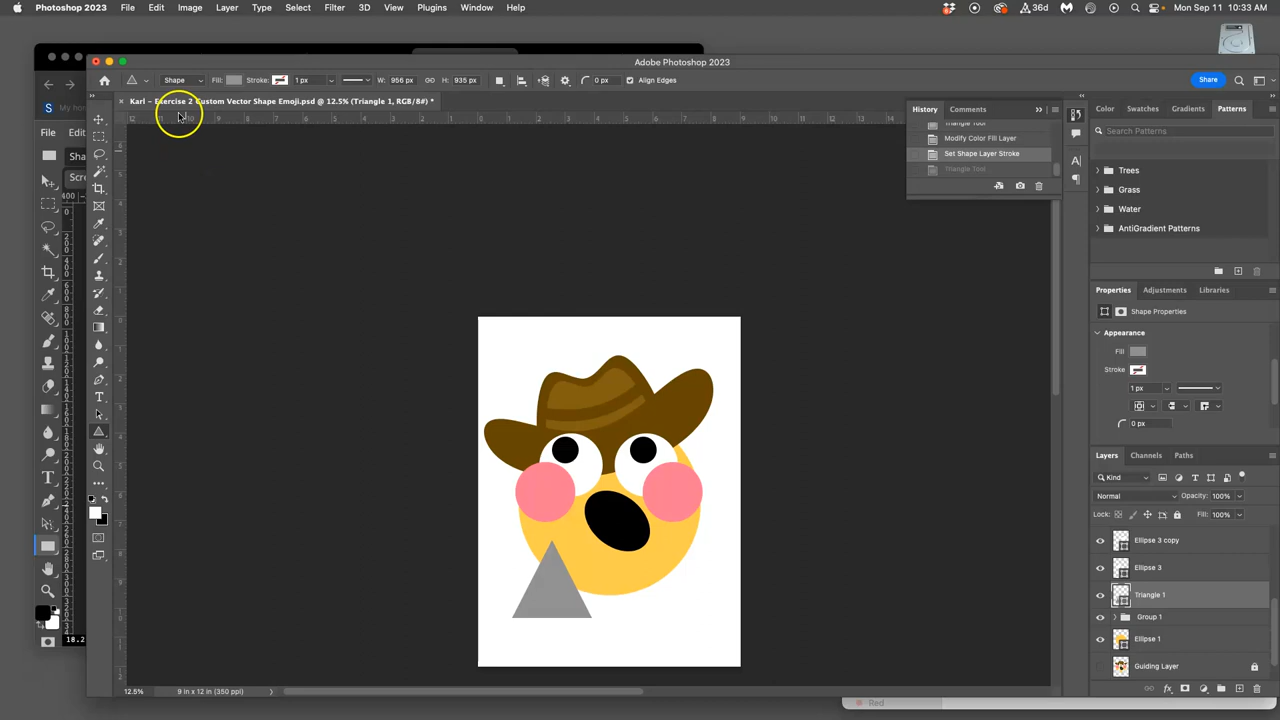 Photoshop 2023 File Edit Image Layer Type Select Filter 3D View Plugins Window Help 36d Mon Sep 11 10:33 AM
Adobe Photoshop 2023
Shape Fill: Stroke: 1 px W: 956 px H: 935 px 0 px Align Edges Share
Karl – Exercise 2 Custom Vector Shape Emoji.psd @ 12.5% (Triangle 1, RGB/8#) *
My ho
File Edi
Sha
Scr
History Comments
Triangle Tool
Modify Color Fill Layer
Set Shape Layer Stroke
Triangle Tool
Color Swatches Gradients Patterns
Search Patterns
Trees
Grass
Water
AntiGradient Patterns
Properties Adjustments Libraries
Shape Properties
Appearance
Fill
Stroke
1 px
0 px
Layers Channels Paths
Kind
Normal Opacity: 100%
Lock: Fill: 100%
Ellipse 3 copy
Ellipse 3
Triangle 1
Group 1
Ellipse 1
Guiding Layer
18.2
12.5% 9 in x 12 in (350 ppi)
Red